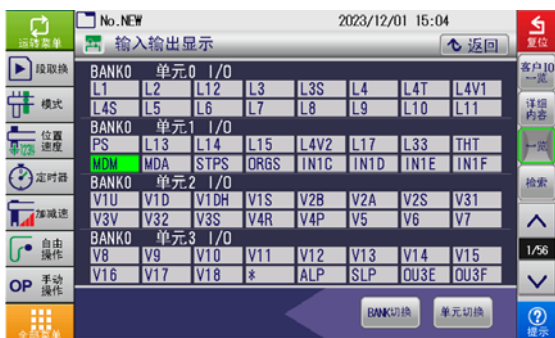 No.NEW 2023/12/01 15:04
运转菜单
输入输出显示
返回
复位
段取换
模式
位置速度
定时器
加减速
自由操作
OP 手动操作
全部菜单
BANK0 单元0 I/O
L1 L2 L12 L3 L3S L4 L4T L4V1
L4S L5 L6 L7 L8 L9 L10 L11
BANK0 单元1 I/O
PS L13 L14 L15 L4V2 L17 L33 THT
MDM MDA STPS ORGS IN1C IN1D IN1E IN1F
BANK0 单元2 I/O
V1U V1D V1DH V1S V2B V2A V2S V31
V3V V32 V3S V4R V4P V5 V6 V7
BANK0 单元3 I/O
V8 V9 V10 V11 V12 V13 V14 V15
V16 V17 V18 * ALP SLP OU3E OU3F
BANK切换 单元切换
客户IO一览
详细内容
一览
检索
1/56
提示